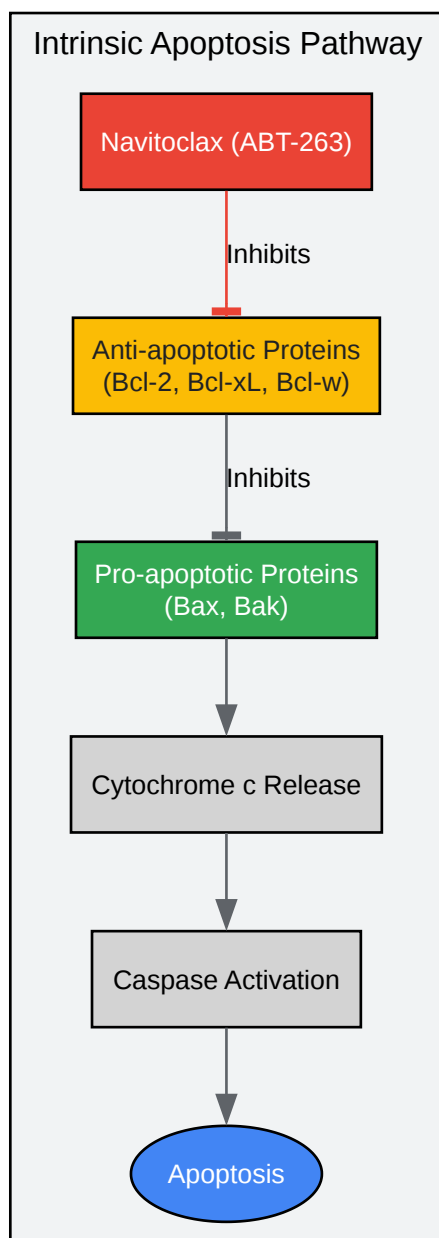 Intrinsic Apoptosis Pathway
Navitoclax (ABT-263)
Inhibits
Anti-apoptotic Proteins
(Bcl-2, Bcl-xL, Bcl-w)
Inhibits
Pro-apoptotic Proteins
(Bax, Bak)
Cytochrome c Release
Caspase Activation
Apoptosis